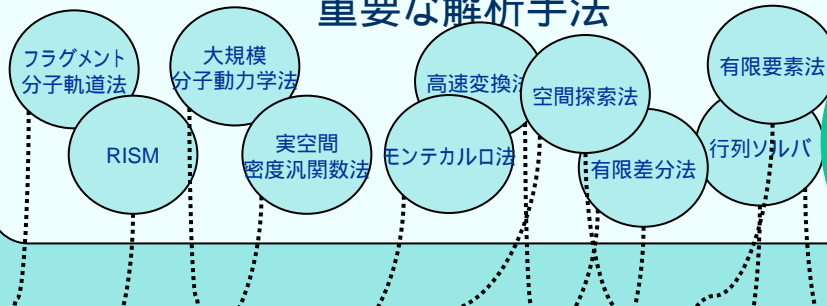 重要な解析手法
フラグメント
分子軌道法
RISM
大規模
分子動力学法
実空間
密度汎関数法
高速変換法
モンテカルロ法
空間探索法
有限差分法
有限要素法
行列ソルバ